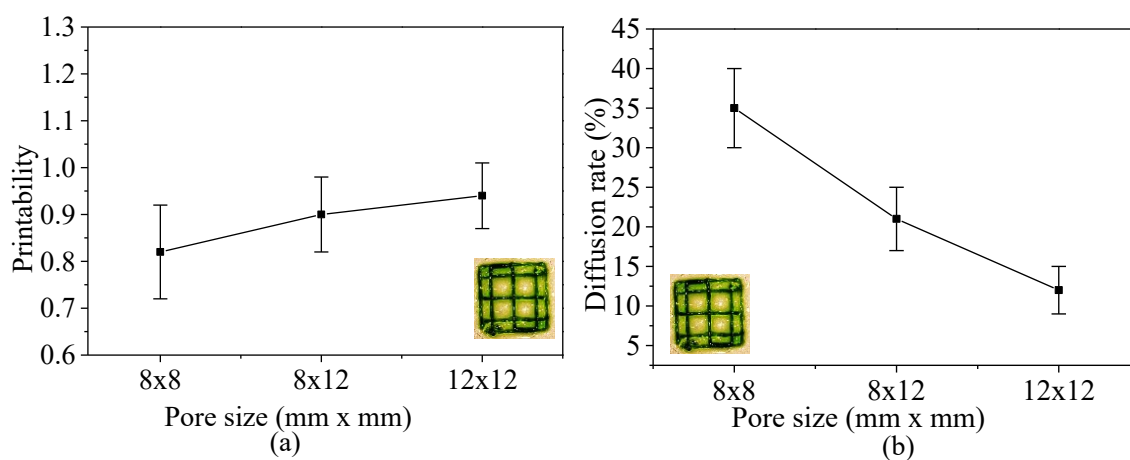 1.3
1.2
1.1
1.0
0.9
0.8
0.7
0.6
Printability
8x8 8x12 12x12
Pore size (mm x mm)
(a)
45
40
35
30
25
20
15
10
5
Diffusion rate (%)
8x8 8x12 12x12
Pore size (mm x mm)
(b)